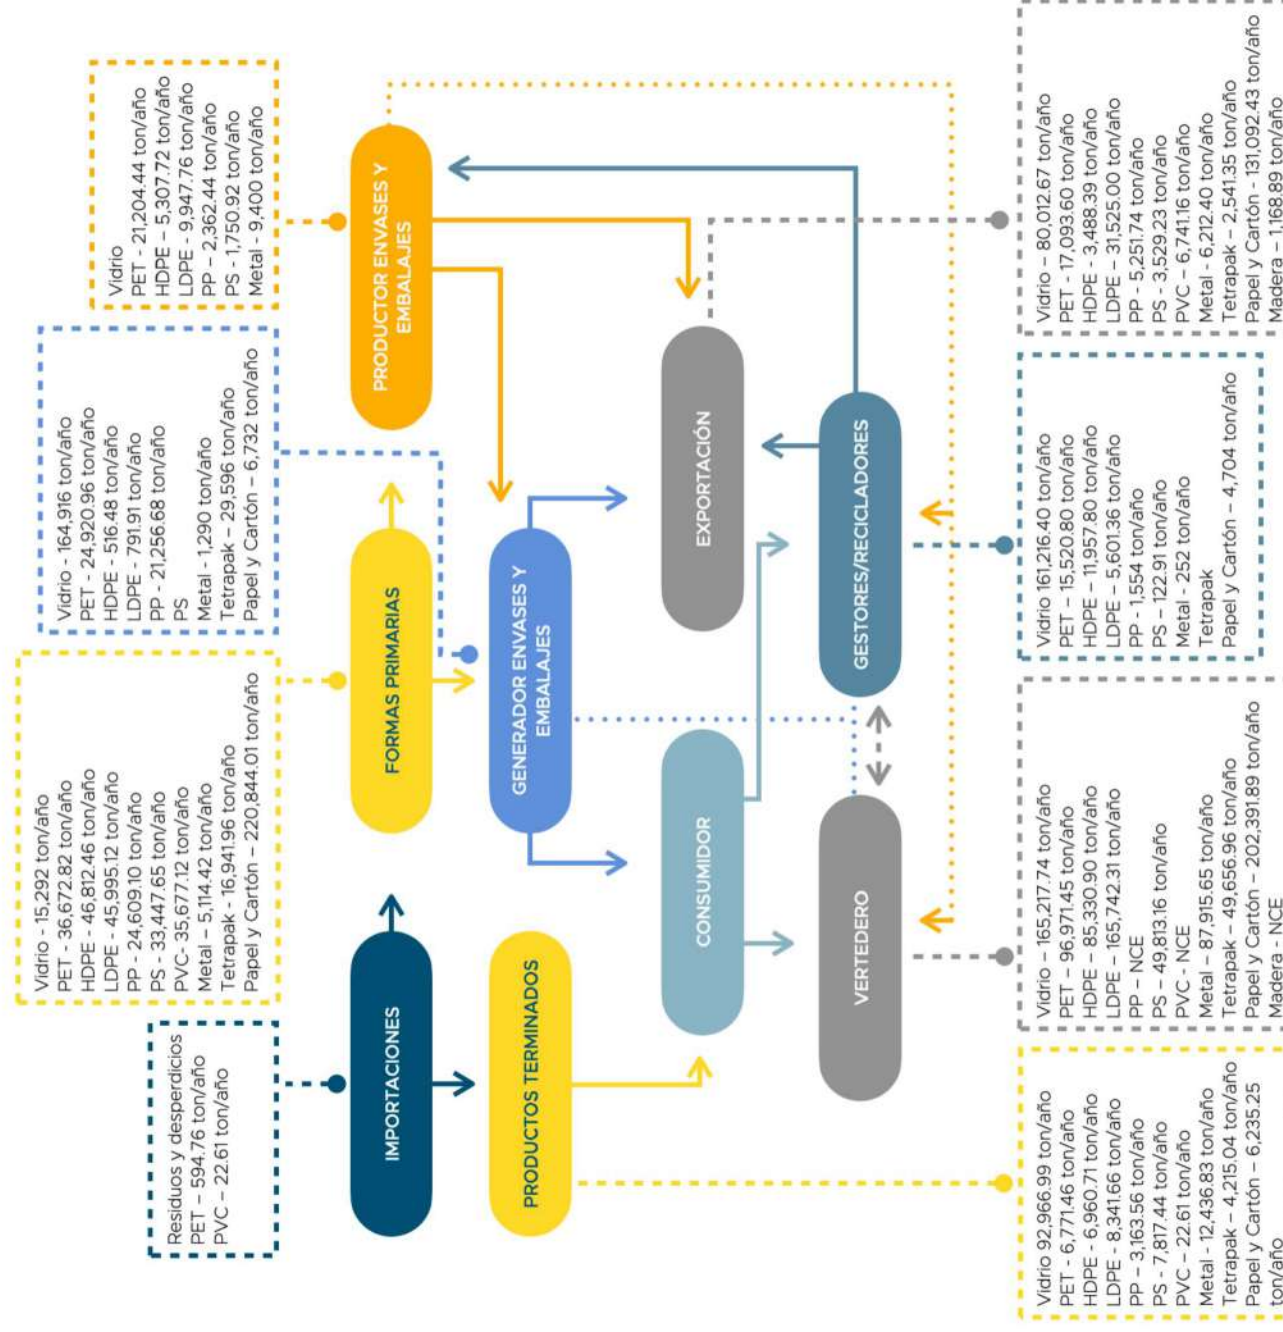 Residuos y desperdicios
PET – 594.76 ton/año
PVC – 22.61 ton/año
Vidrio - 15,292 ton/año
PET - 36,672.82 ton/año
HDPE - 46,812.46 ton/año
LDPE - 45,995.12 ton/año
PP - 24,609.10 ton/año
PS - 33,447.65 ton/año
PVC- 35,677.12 ton/año
Metal – 5,114.42 ton/año
Tetrapak - 16,941.96 ton/año
Papel y Cartón – 220,844.01 ton/año
Vidrio - 164,916 ton/año
PET - 24,920.96 ton/año
HDPE - 516.48 ton/año
LDPE - 791.91 ton/año
PP - 21,256.68 ton/año
PS
Metal - 1,290 ton/año
Tetrapak – 29,596 ton/año
Papel y Cartón – 6,732 ton/año
Vidrio
PET - 21,204.44 ton/año
HDPE – 5,307.72 ton/año
LDPE - 9,947.76 ton/año
PP – 2,362.44 ton/año
PS - 1,750.92 ton/año
Metal - 9,400 ton/año
IMPORTACIONES
FORMAS PRIMARIAS
PRODUCTOR ENVASES Y
EMBALAJES
PRODUCTOS TERMINADOS
GENERADOR ENVASES Y
EMBALAJES
CONSUMIDOR
EXPORTACIÓN
VERTEDERO
GESTORES/RECICLADORES
Vidrio 92,966.99 ton/año
PET - 6,771.46 ton/año
HDPE - 6,960.71 ton/año
LDPE – 8,341.66 ton/año
PP – 3,163.56 ton/año
PS - 7,817.44 ton/año
PVC – 22.61 ton/año
Metal - 12,436.83 ton/año
Tetrapak – 4,215.04 ton/año
Papel y Cartón – 6,235.25
ton/año
Vidrio – 165,217.74 ton/año
PET – 96,971.45 ton/año
HDPE – 85,330.90 ton/año
LDPE – 165,742.31 ton/año
PP – NCE
PS – 49,813.16 ton/año
PVC - NCE
Metal – 87,915.65 ton/año
Tetrapak – 49,656.96 ton/año
Papel y Cartón – 202,391.89 ton/año
Madera - NCE
Vidrio 161,216.40 ton/año
PET – 15,520.80 ton/año
HDPE – 11,957.80 ton/año
LDPE – 5,601.36 ton/año
PP - 1,554 ton/año
PS – 122.91 ton/año
Metal - 252 ton/año
Tetrapak
Papel y Cartón – 4,704 ton/año
Vidrio – 80,012.67 ton/año
PET - 17,093.60 ton/año
HDPE – 3,488.39 ton/año
LDPE – 31,525.00 ton/año
PP - 5,251.74 ton/año
PS – 3,529.23 ton/año
PVC – 6,741.16 ton/año
Metal - 6,212.40 ton/año
Tetrapak – 2,541.35 ton/año
Papel y Cartón - 131,092.43 ton/año
Madera – 1,168.89 ton/año